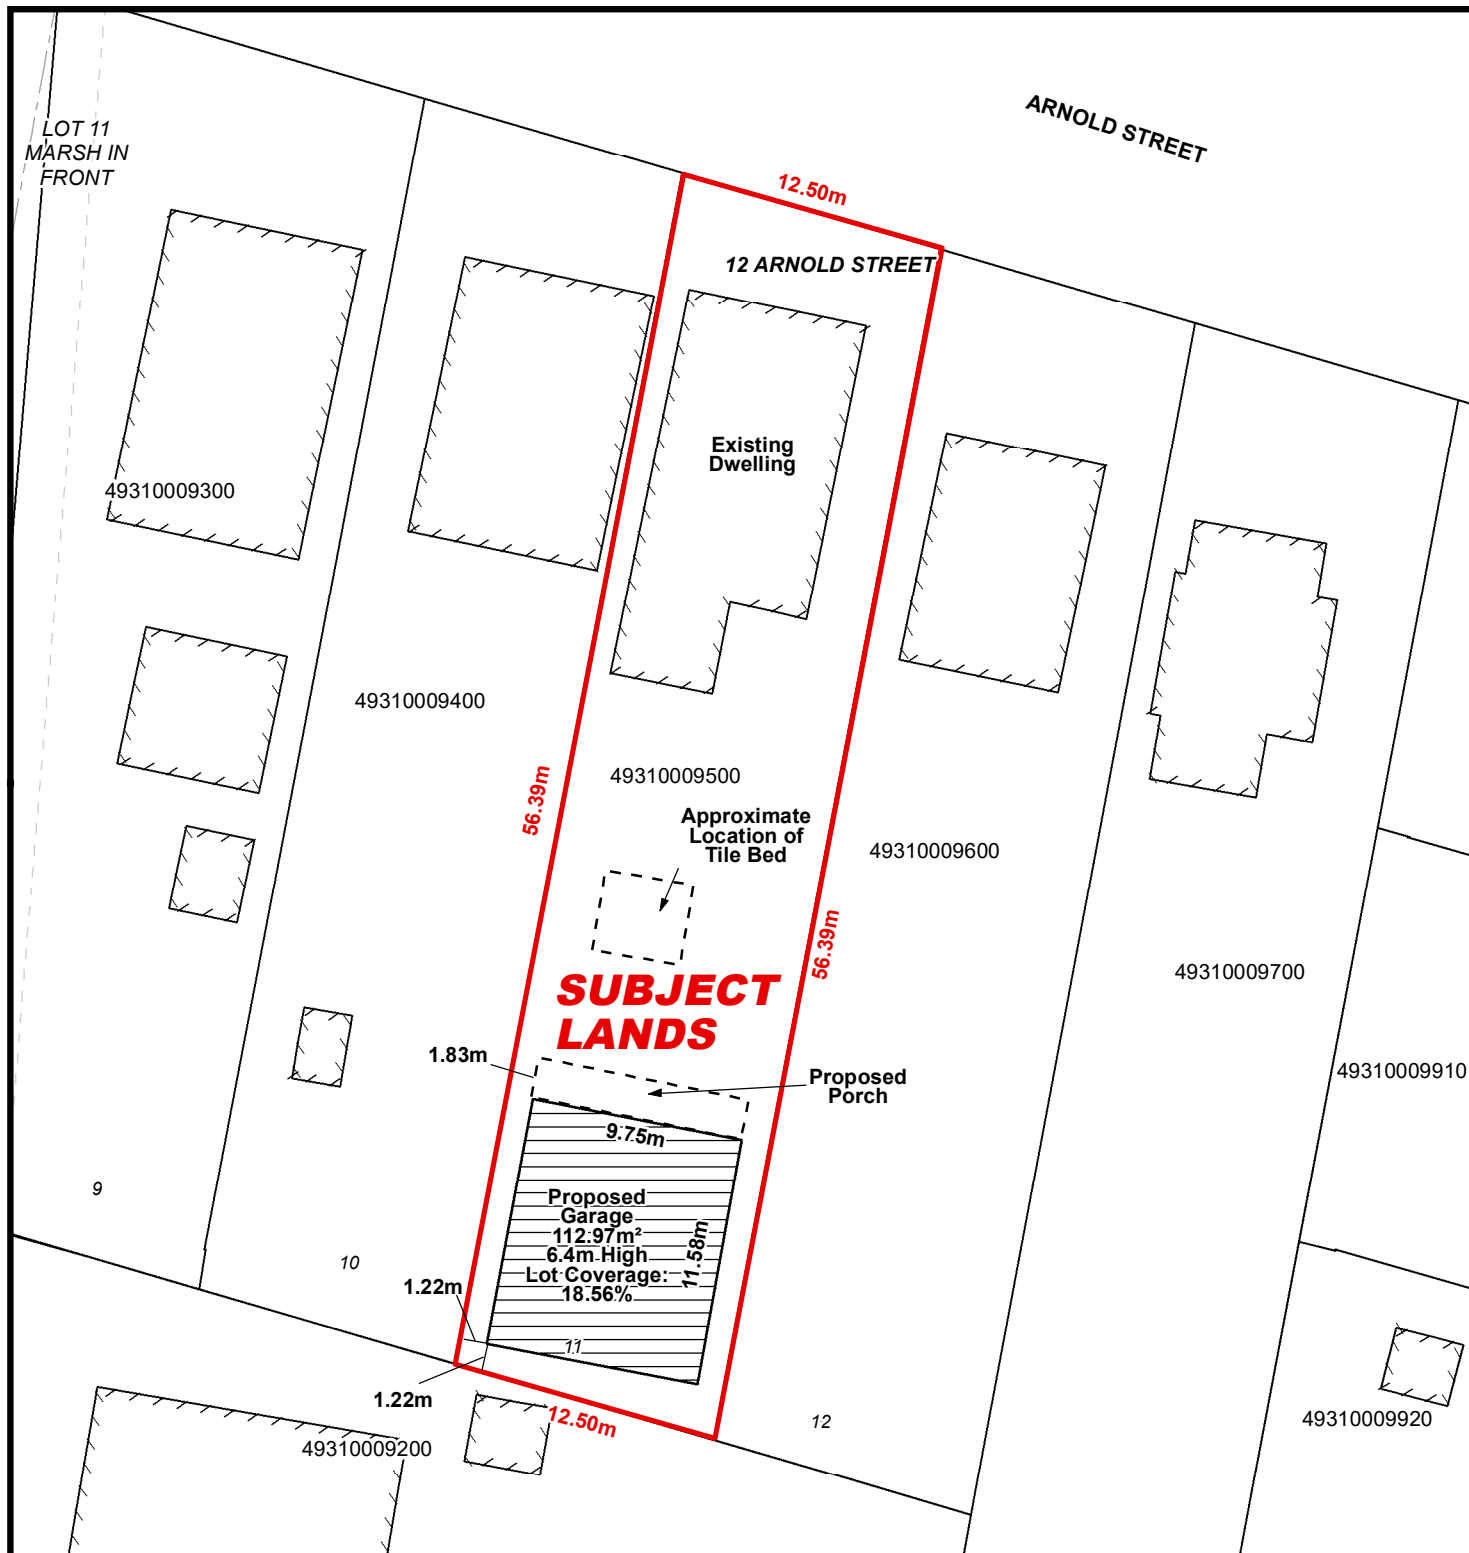 ARNOLD STREET
LOT 11
MARSH IN
FRONT
12.50m
12 ARNOLD STREET
Existing
Dwelling
49310009300
49310009400
49310009500
56.39m
Approximate
Location of
Tile Bed
49310009600
56.39m
49310009700
SUBJECT
LANDS
1.83m
Proposed
Porch
49310009910
9.75m
9
Proposed
Garage
112.97m²
6.4m High
Lot Coverage:
18.56%
11.58m
10
1.22m
11
1.22m
12.50m
12
49310009200
49310009920